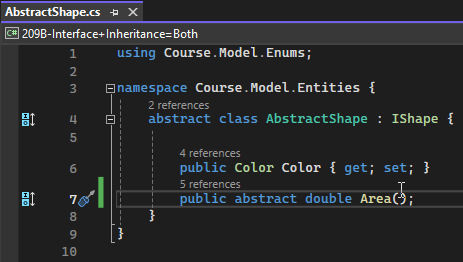 AbstractShape.cs
209B-Interface+Inheritance=Both
1 using Course.Model.Enums;
2
3 namespace Course.Model.Entities {
2 references
4 abstract class AbstractShape : IShape {
5
4 references
6 public Color Color { get; set; }
5 references
7 public abstract double Area();
8 }
9 }
10